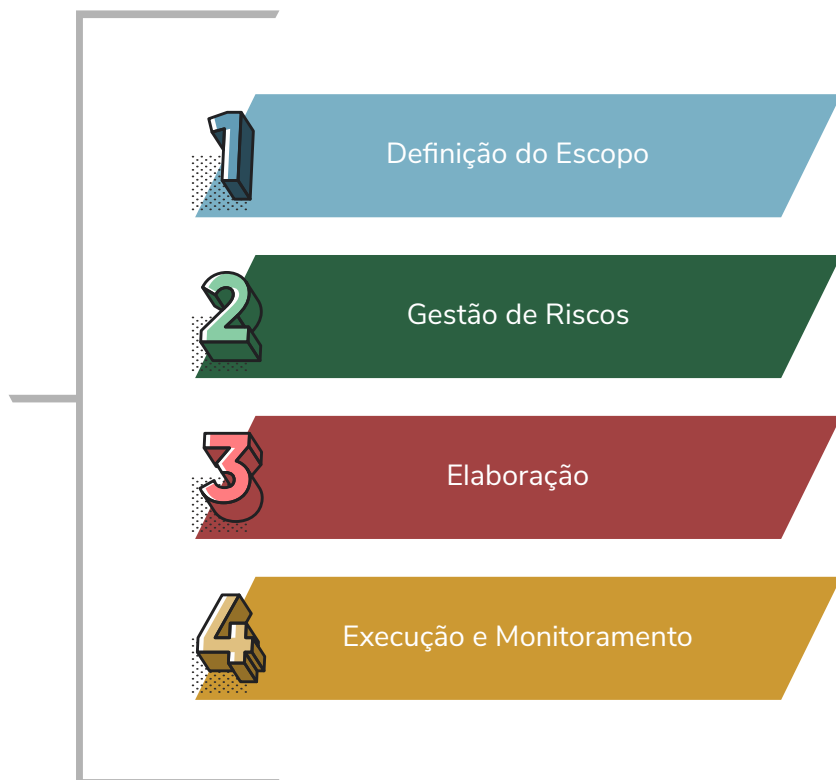 1
Definição do Escopo
2
Gestão de Riscos
3
Elaboração
4
Execução e Monitoramento